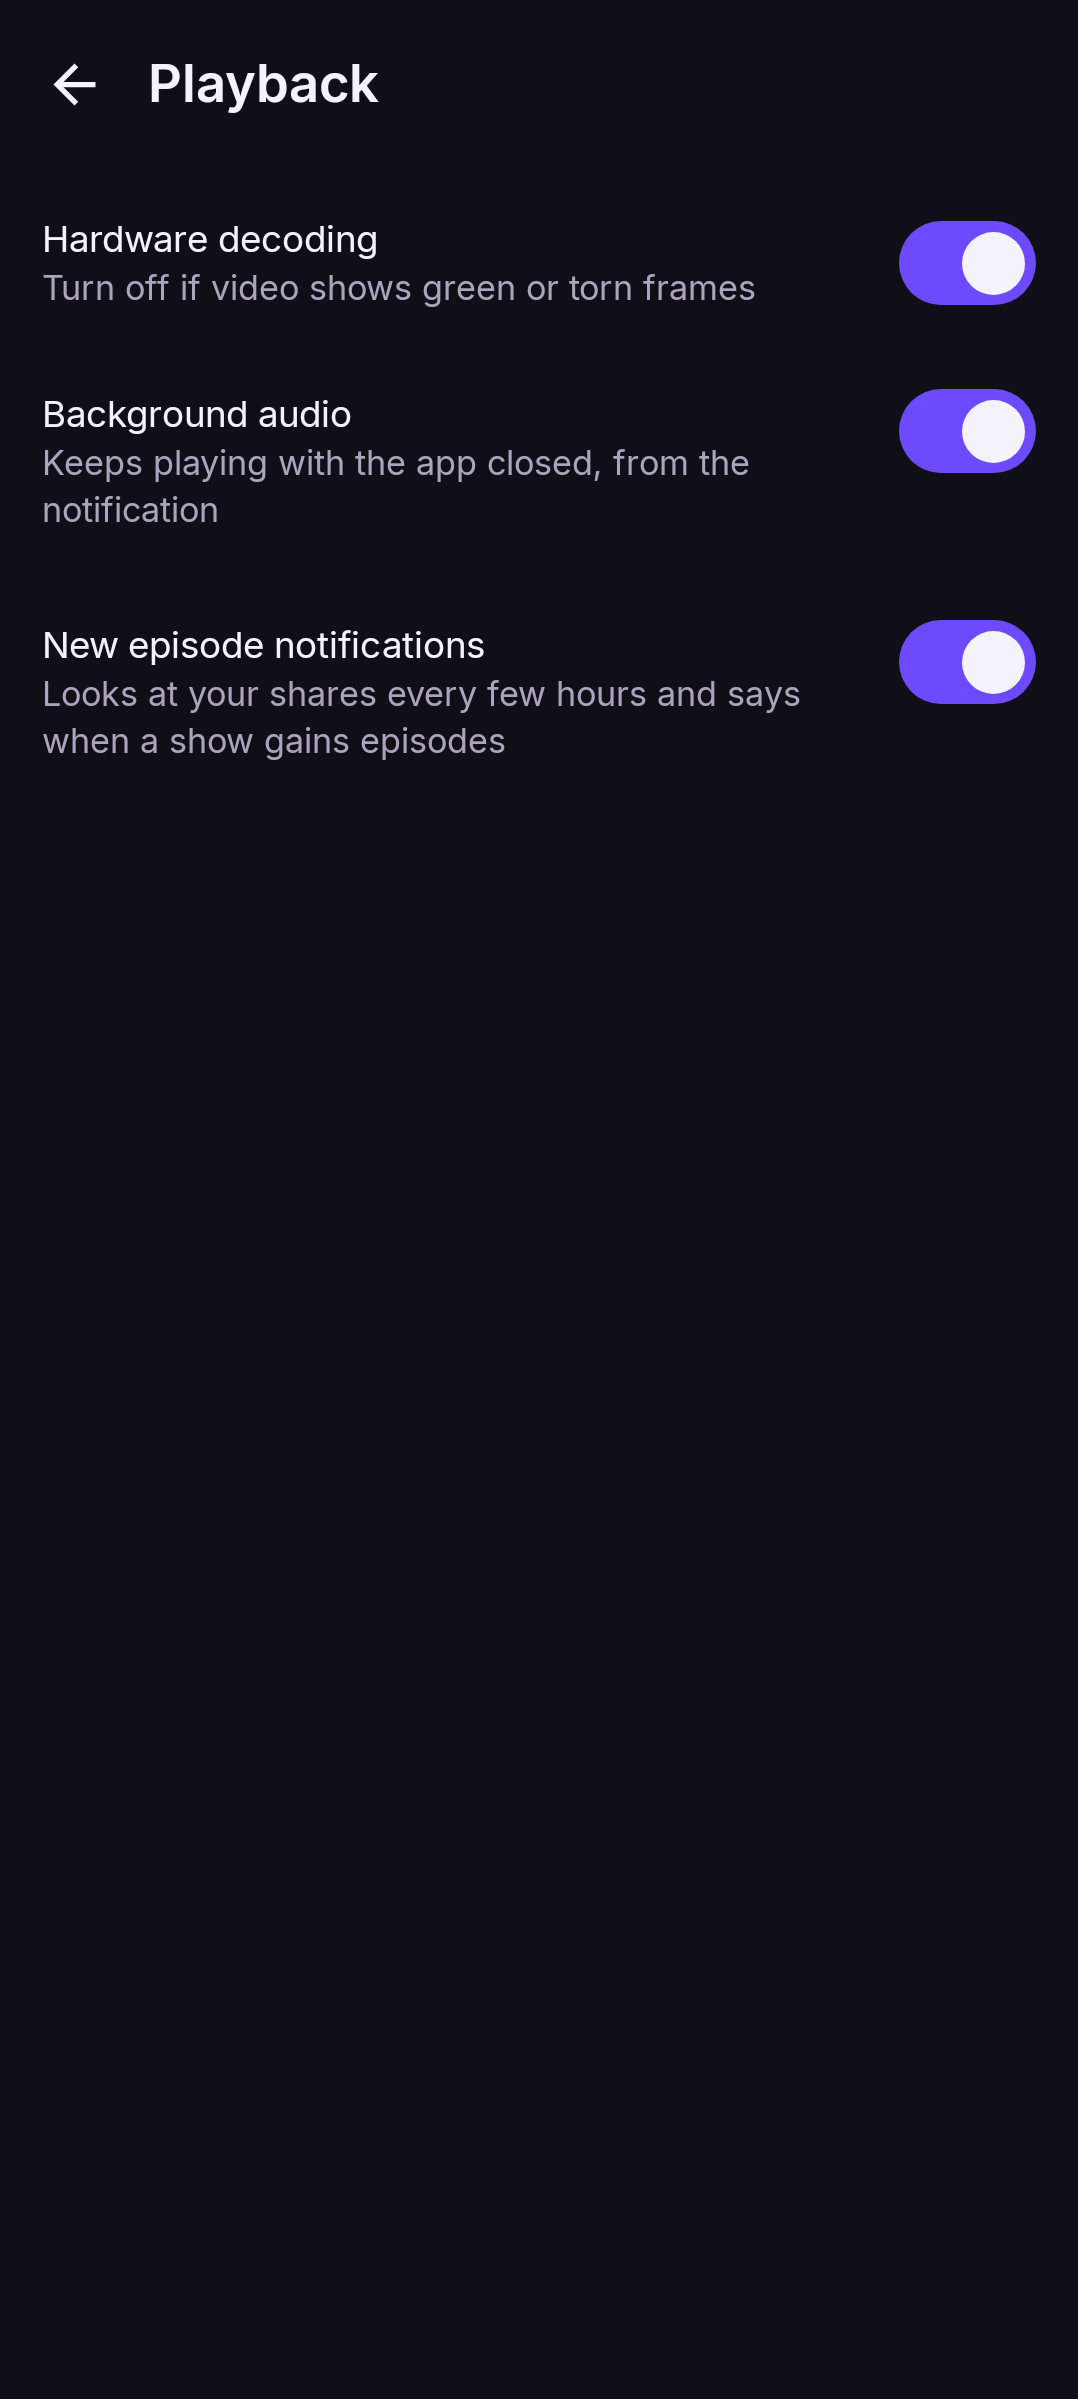 Playback
Hardware decoding
Turn off if video shows green or torn frames
Background audio
Keeps playing with the app closed, from the
notification
New episode notifications
Looks at your shares every few hours and says
when a show gains episodes